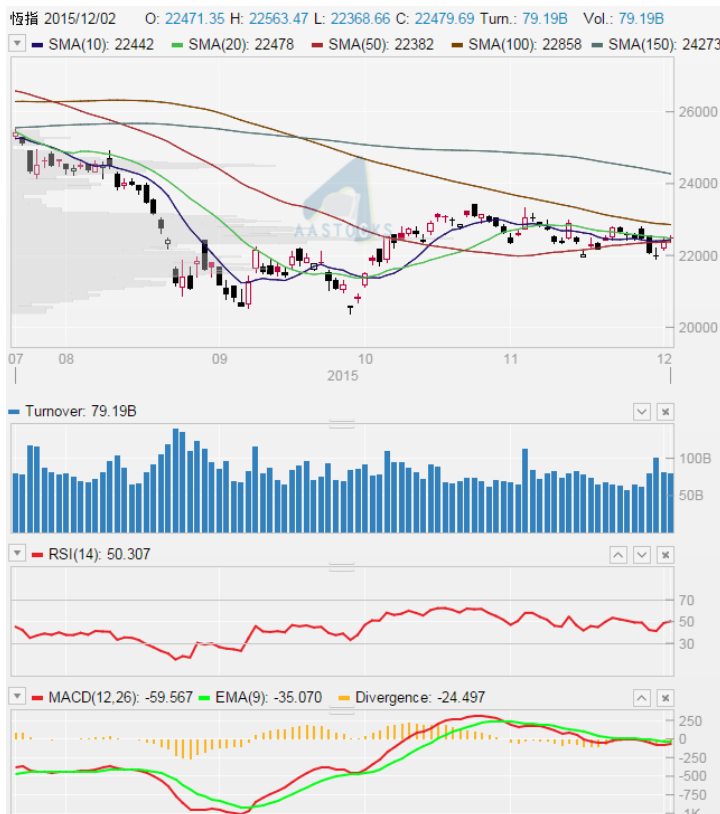 恆指 2015/12/02 O: 22471.35 H: 22563.47 L: 22368.66 C: 22479.69 Turn.: 79.19B Vol.: 79.19B
SMA(10): 22442 SMA(20): 22478 SMA(50): 22382 SMA(100): 22858 SMA(150): 24273
26000
24000
AASTOCKS
22000
20000
07 08 09 10 11 12
2015
Turnover: 79.19B
100B
50B
RSI(14): 50.307
70
50
30
MACD(12,26): -59.567 EMA(9): -35.070 Divergence: -24.497
250
0
-250
-500
-750
-1K